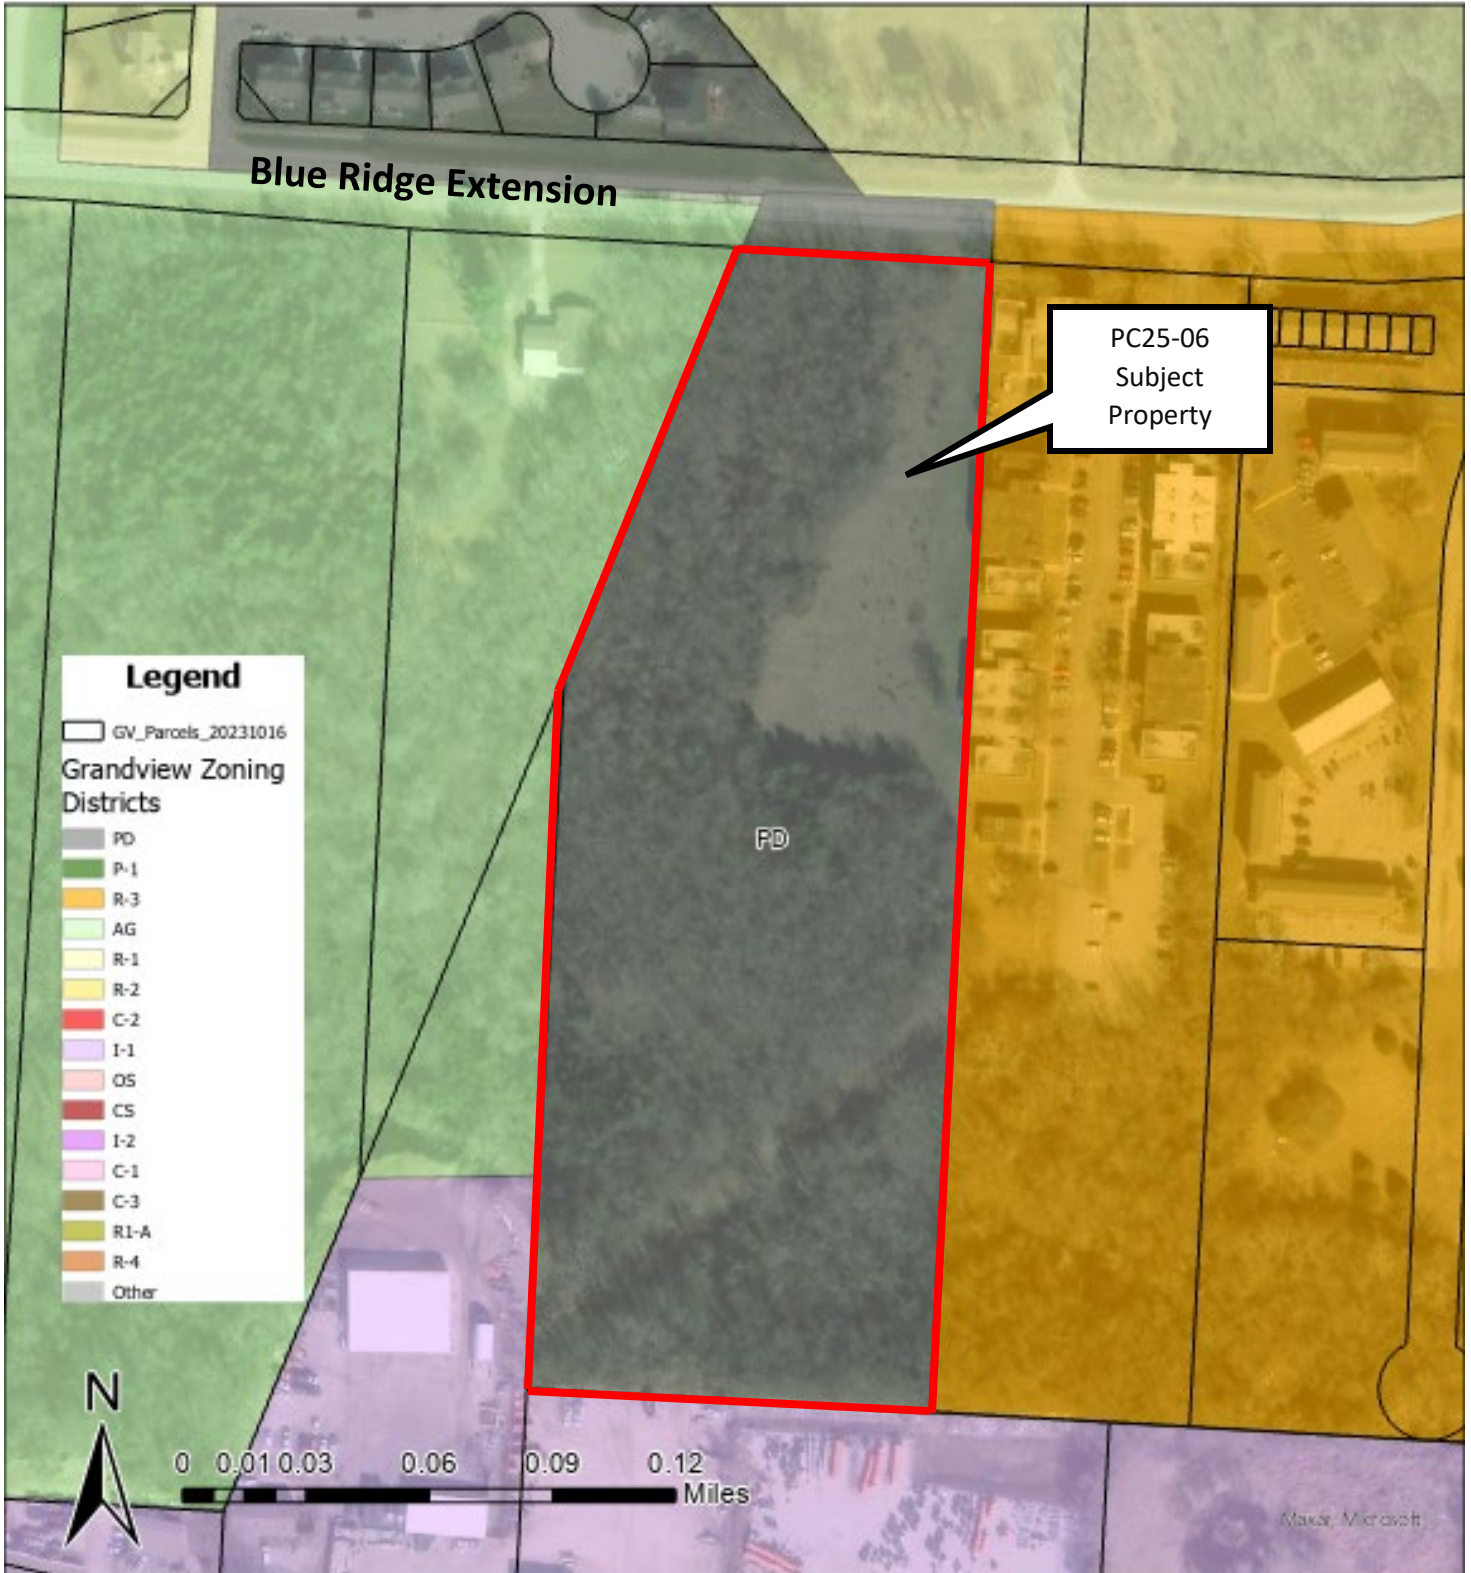 Blue Ridge Extension
PC25-06
Subject
Property
Legend
GV_Parcels_20231016
Grandview Zoning
Districts
PD
P-1
R-3
AG
R-1
R-2
C-2
I-1
OS
CS
I-2
C-1
C-3
R1-A
R-4
Other
PD
N
0 0.01 0.03 0.06 0.09 0.12
Miles
Maxar, Microsoft